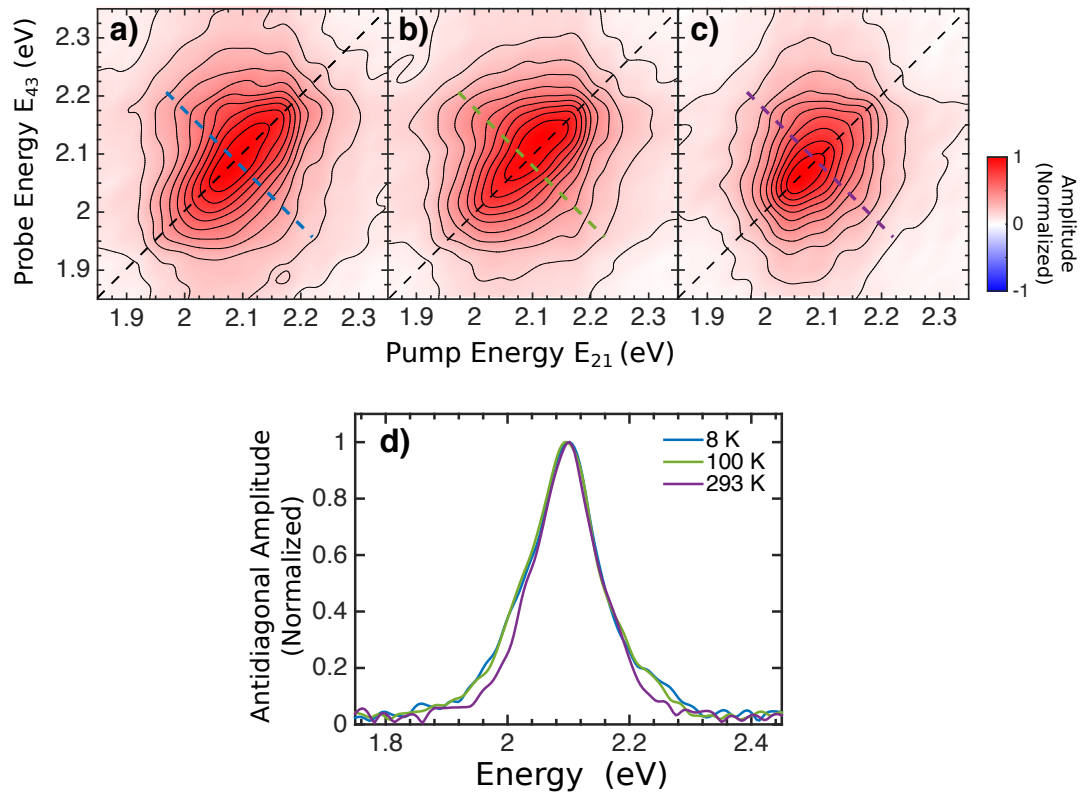 a)
b)
c)
Probe Energy E43 (eV)
2.3
2.2
2.1
2
1.9
1.9 2 2.1 2.2 2.3
1.9 2 2.1 2.2 2.3
1.9 2 2.1 2.2 2.3
Pump Energy E21 (eV)
1
0
-1
Amplitude
(Normalized)
d)
8 K
100 K
293 K
Antidiagonal Amplitude
(Normalized)
1
0.8
0.6
0.4
0.2
0
1.8 2 2.2 2.4
Energy (eV)